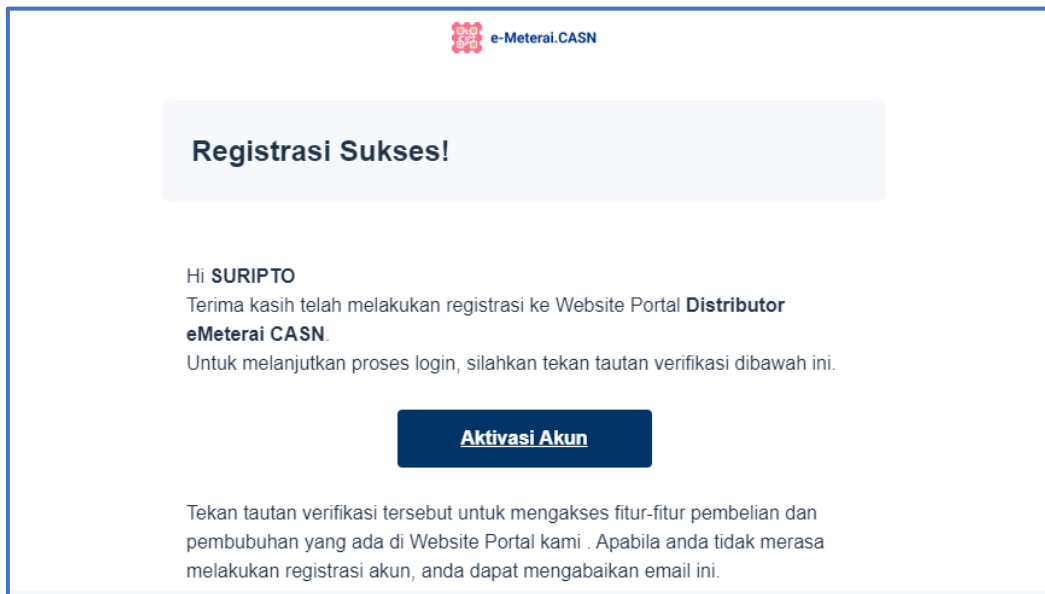 e-Meterai.CASN
Registrasi Sukses!
Hi SURIPTO
Terima kasih telah melakukan registrasi ke Website Portal Distributor
eMeterai CASN.
Untuk melanjutkan proses login, silahkan tekan tautan verifikasi dibawah ini.
Aktivasi Akun
Tekan tautan verifikasi tersebut untuk mengakses fitur-fitur pembelian dan
pembubuhan yang ada di Website Portal kami . Apabila anda tidak merasa
melakukan registrasi akun, anda dapat mengabaikan email ini.